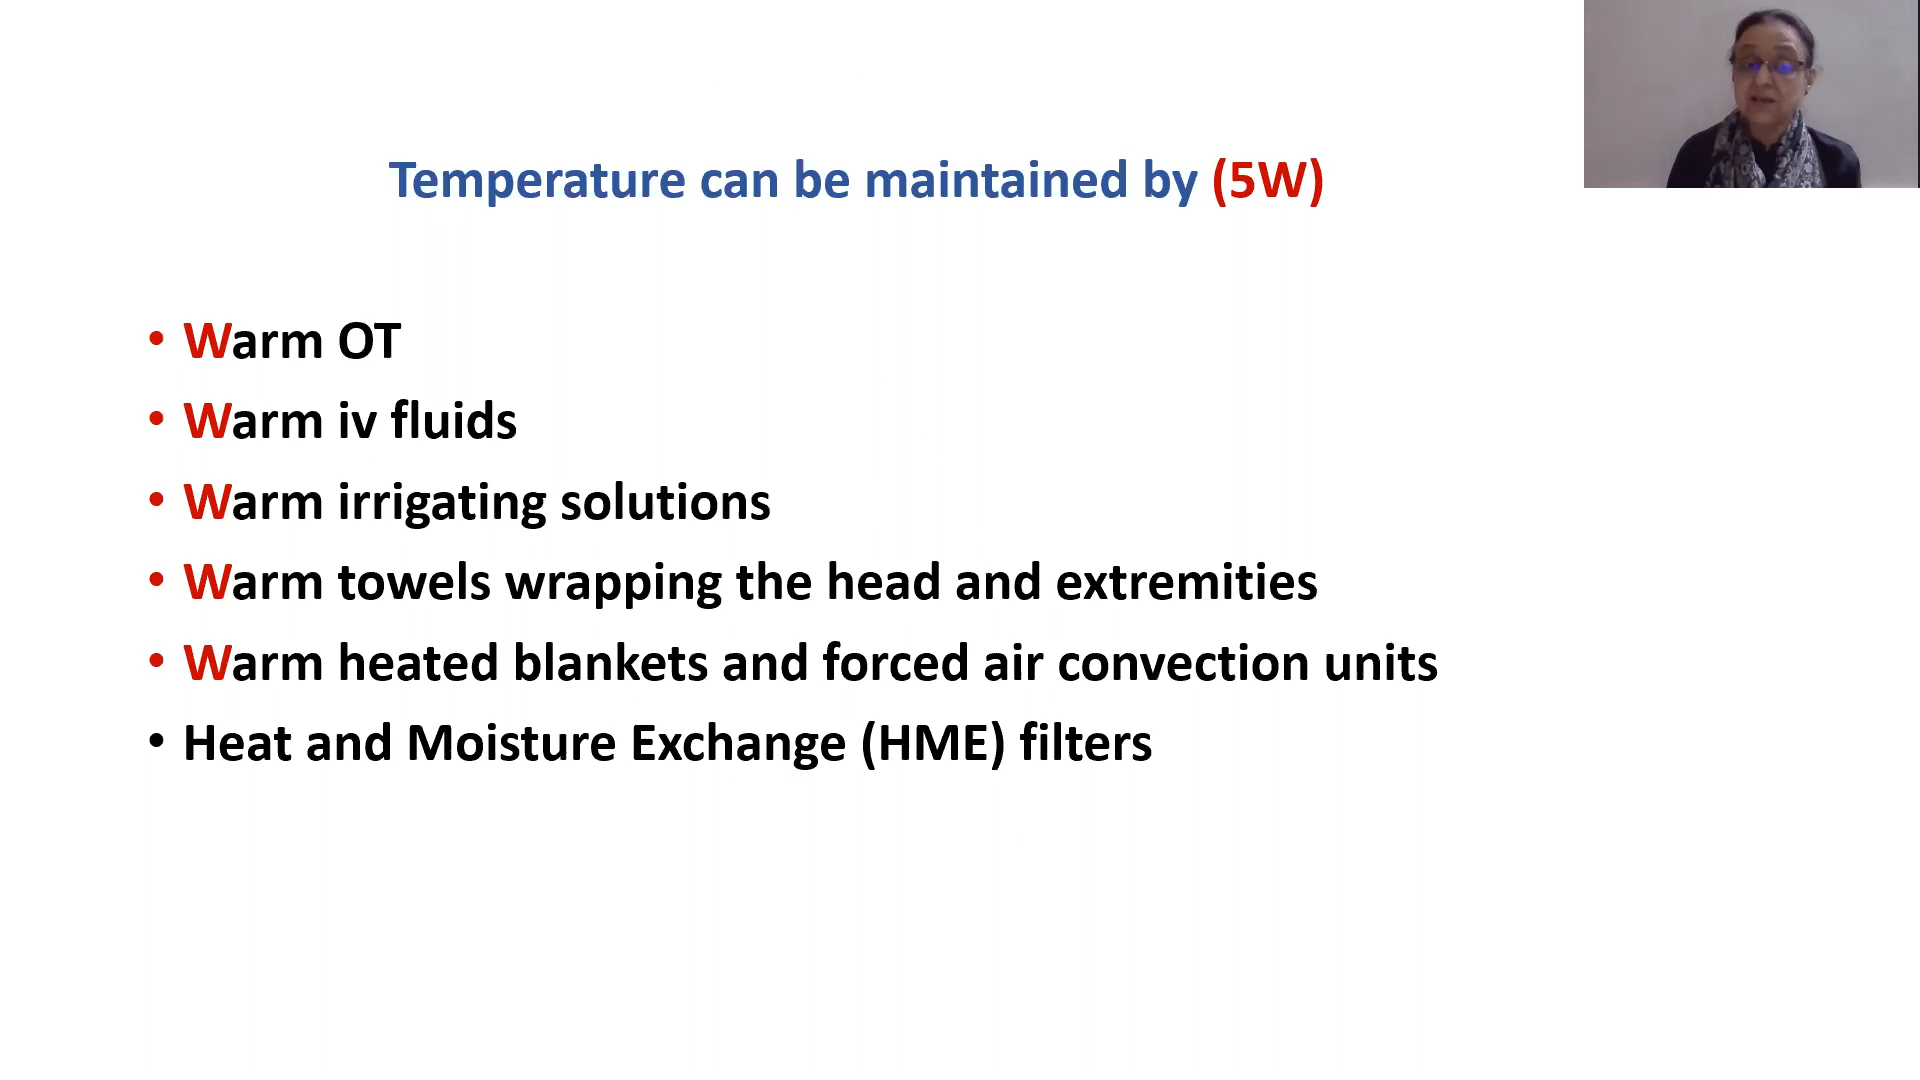 Temperature can be maintained by (5W)
• Warm OT
• Warm iv fluids
• Warm irrigating solutions
• Warm towels wrapping the head and extremities
• Warm heated blankets and forced air convection units
• Heat and Moisture Exchange (HME) filters